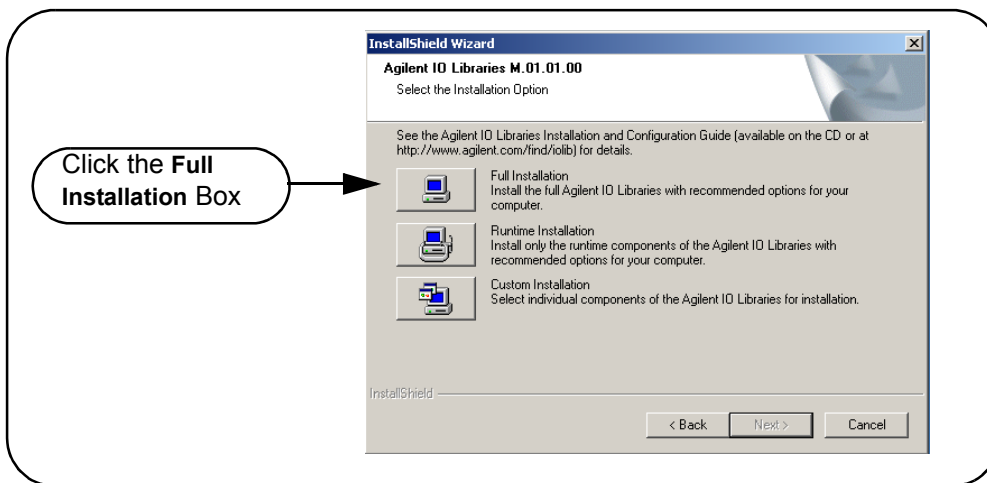 Click the Full
Installation Box
InstallShield Wizard
Agilent IO Libraries M.01.01.00
Select the Installation Option
See the Agilent IO Libraries Installation and Configuration Guide (available on the CD or at
http://www.agilent.com/find/iolib) for details.
Full Installation
Install the full Agilent IO Libraries with recommended options for your
computer.
Runtime Installation
Install only the runtime components of the Agilent IO Libraries with
recommended options for your computer.
Custom Installation
Select individual components of the Agilent IO Libraries for installation.
InstallShield
< Back Next > Cancel